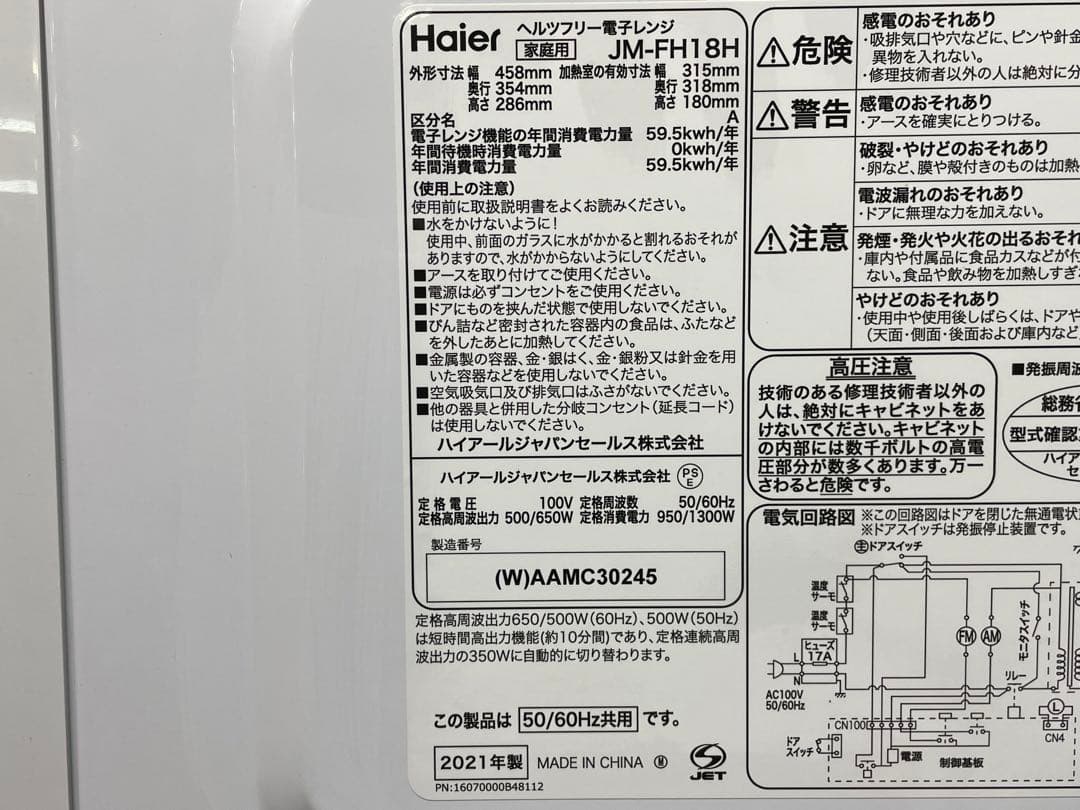 Haier
ヘルツフリー電子レンジ
家庭用 JM-FH18H
外形寸法 幅 458mm 加熱室の有効寸法 幅 315mm
奥行 354mm 奥行 318mm
高さ 286mm 高さ 180mm
区分名 A
電子レンジ機能の年間消費電力量 59.5kwh/年
年間待機時消費電力量 0kwh/年
年間消費電力量 59.5kwh/年
(使用上の注意)
使用前に取扱説明書をよくお読みください。
■水をかけないように!
使用中、前面のガラスに水がかかると割れるおそれが
ありますので、水がかからないようにしてください。
■アースを取り付けてご使用ください。
■電源は必ずコンセントをご使用ください。
■ドアにものを挟んだ状態で使用しないでください。
■びん詰など密封された容器内の食品は、ふたなど
を外したあとに加熱してください。
■金属製の容器、金・銀はく、金・銀粉又は針金を用
いた容器などを使用しないでください。
■空気吸気口及び排気口はふさがないでください。
■他の器具と併用した分岐コンセント(延長コード)
は使用しないでください。
ハイアールジャパンセールス株式会社
ハイアールジャパンセールス株式会社 PS E
定格電圧 100V 定格周波数 50/60Hz
定格高周波出力 500/650W 定格消費電力 950/1300W
製造番号
(W)AAMC30245
定格高周波出力650/500W(60Hz)、500W(50Hz)
は短時間高出力機能(約10分間)であり、定格連続高周
波出力の350Wに自動的に切り替わります。
この製品は 50/60Hz共用 です。
2021年製 MADE IN CHINA Ⓜ
S JET
PN:16070000B48112
危険
感電のおそれあり
・吸排気口や穴などに、ピンや針金
異物を入れない。
・修理技術者以外の人は絶対に分
警告
感電のおそれあり
・アースを確実にとりつける。
注意
破裂・やけどのおそれあり
・卵など、膜や殻付きのものは加熱
電波漏れのおそれあり
・ドアに無理な力を加えない。
発煙・発火や火花の出るおそれ
・庫内や付属品に食品カスなどが付
ない。食品や飲み物を加熱しすぎ
やけどのおそれあり
・使用中や使用後しばらくは、ドアや
(天面・側面・後面および庫内など
高圧注意
技術のある修理技術者以外の
人は、絶対にキャビネットをあ
けないでください。キャビネット
の内部には数千ボルトの高電
圧部分が数多くあります。万一
さわると危険です。
■発振周波
総務省
型式確認
ハイアー
セ
電気回路図
※この回路図はドアを閉じた無通電状
※ドアスイッチは発振停止装置です。
主ドアスイッチ
温度
サーモ
温度
サーモ
FM AM
モニタスイッチ
ヒューズ
17A
L
N
AC100V
50/60Hz
リレー
L
CN100
CN4
ドア
スイッチ
電源
制御基板